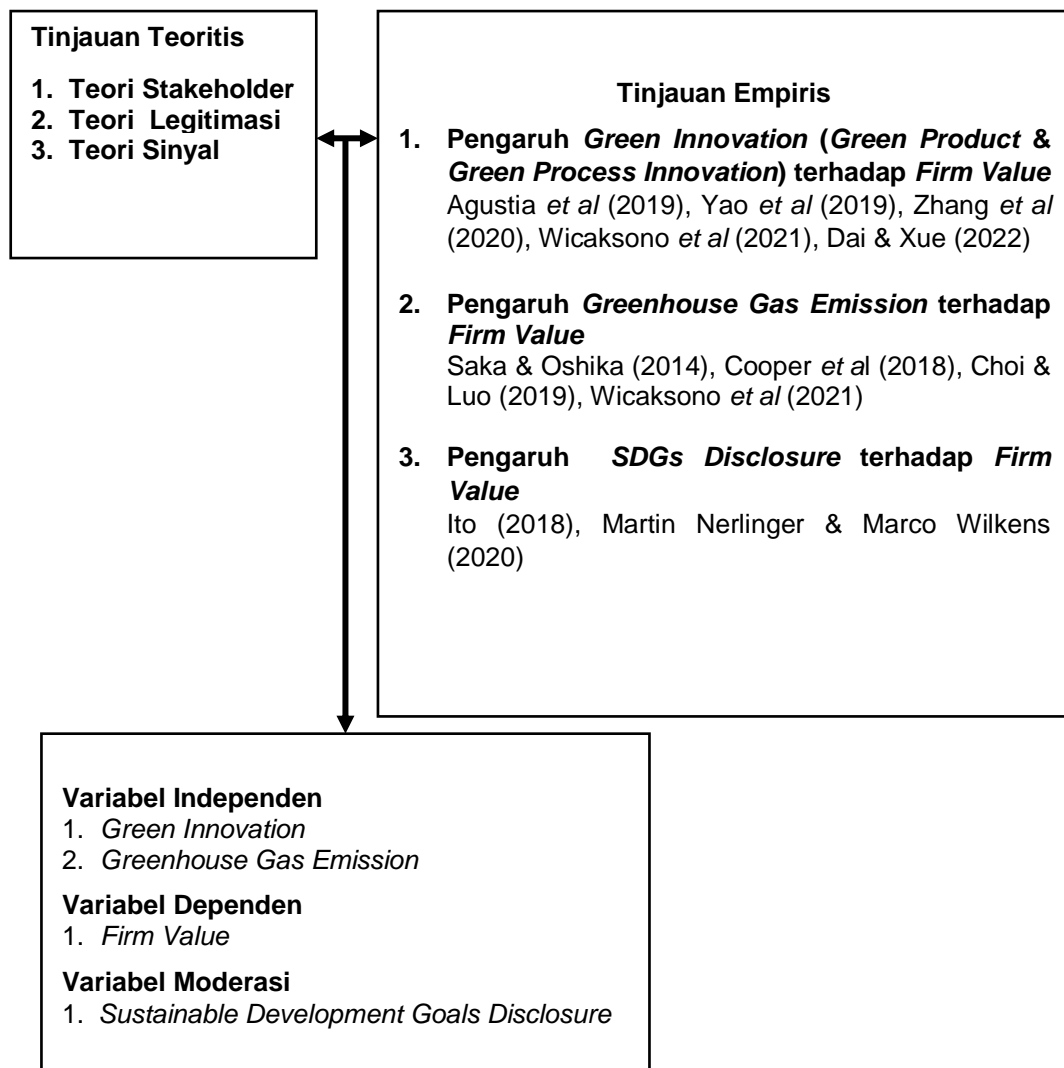 Tinjauan Teoritis
1. Teori Stakeholder
2. Teori Legitimasi
3. Teori Sinyal
Tinjauan Empiris
1. Pengaruh Green Innovation (Green Product &
Green Process Innovation) terhadap Firm Value
Agustia et al (2019), Yao et al (2019), Zhang et al
(2020), Wicaksono et al (2021), Dai & Xue (2022)
2. Pengaruh Greenhouse Gas Emission terhadap
Firm Value
Saka & Oshika (2014), Cooper et al (2018), Choi &
Luo (2019), Wicaksono et al (2021)
3. Pengaruh SDGs Disclosure terhadap Firm
Value
Ito (2018), Martin Nerlinger & Marco Wilkens
(2020)
Variabel Independen
1. Green Innovation
2. Greenhouse Gas Emission
Variabel Dependen
1. Firm Value
Variabel Moderasi
1. Sustainable Development Goals Disclosure